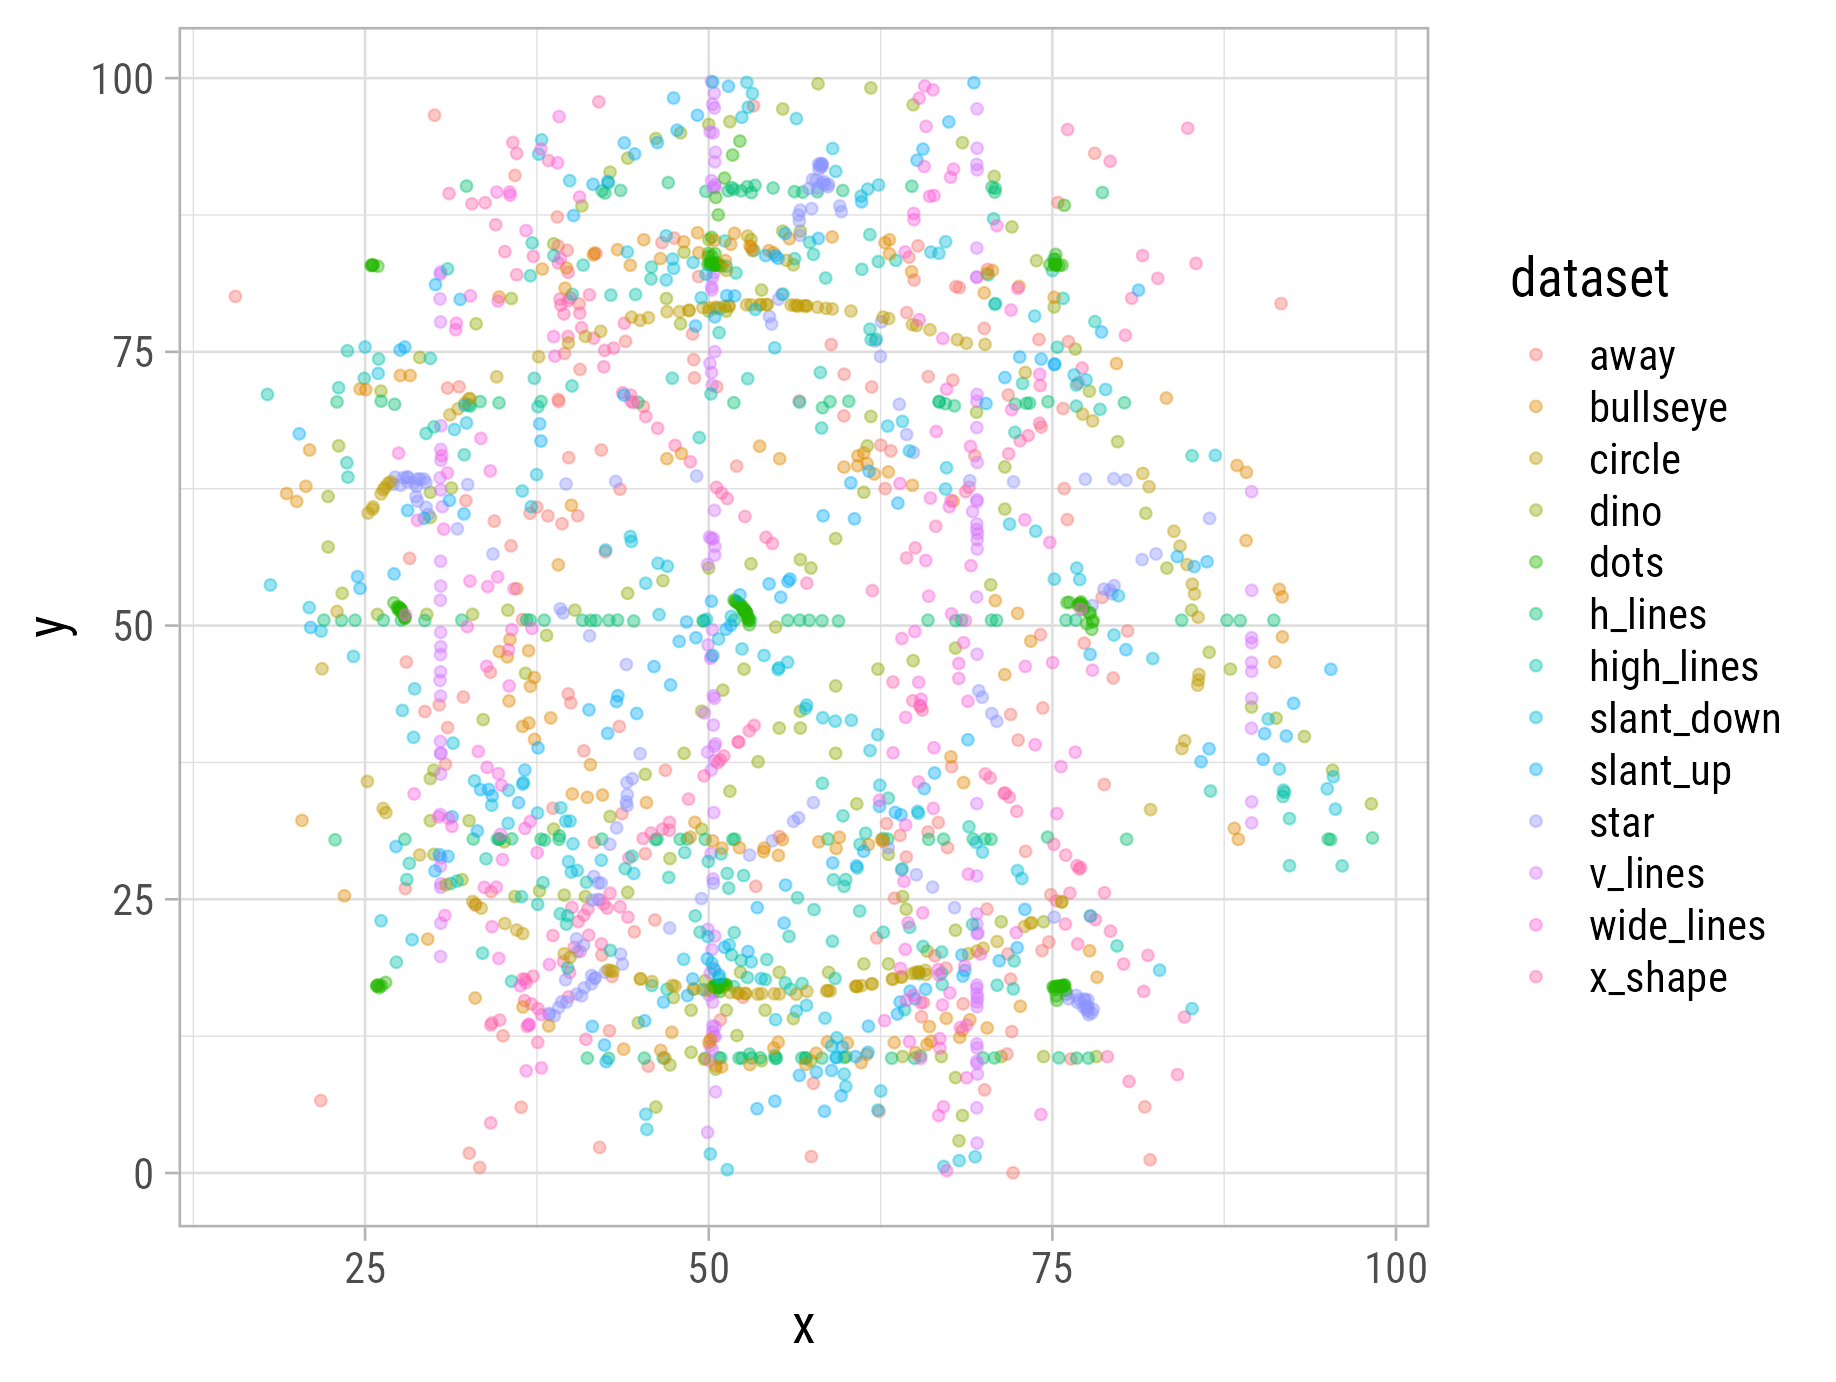 100
75
50
25
0
y
25 50 75 100
x
dataset
away
bullseye
circle
dino
dots
h_lines
high_lines
slant_down
slant_up
star
v_lines
wide_lines
x_shape